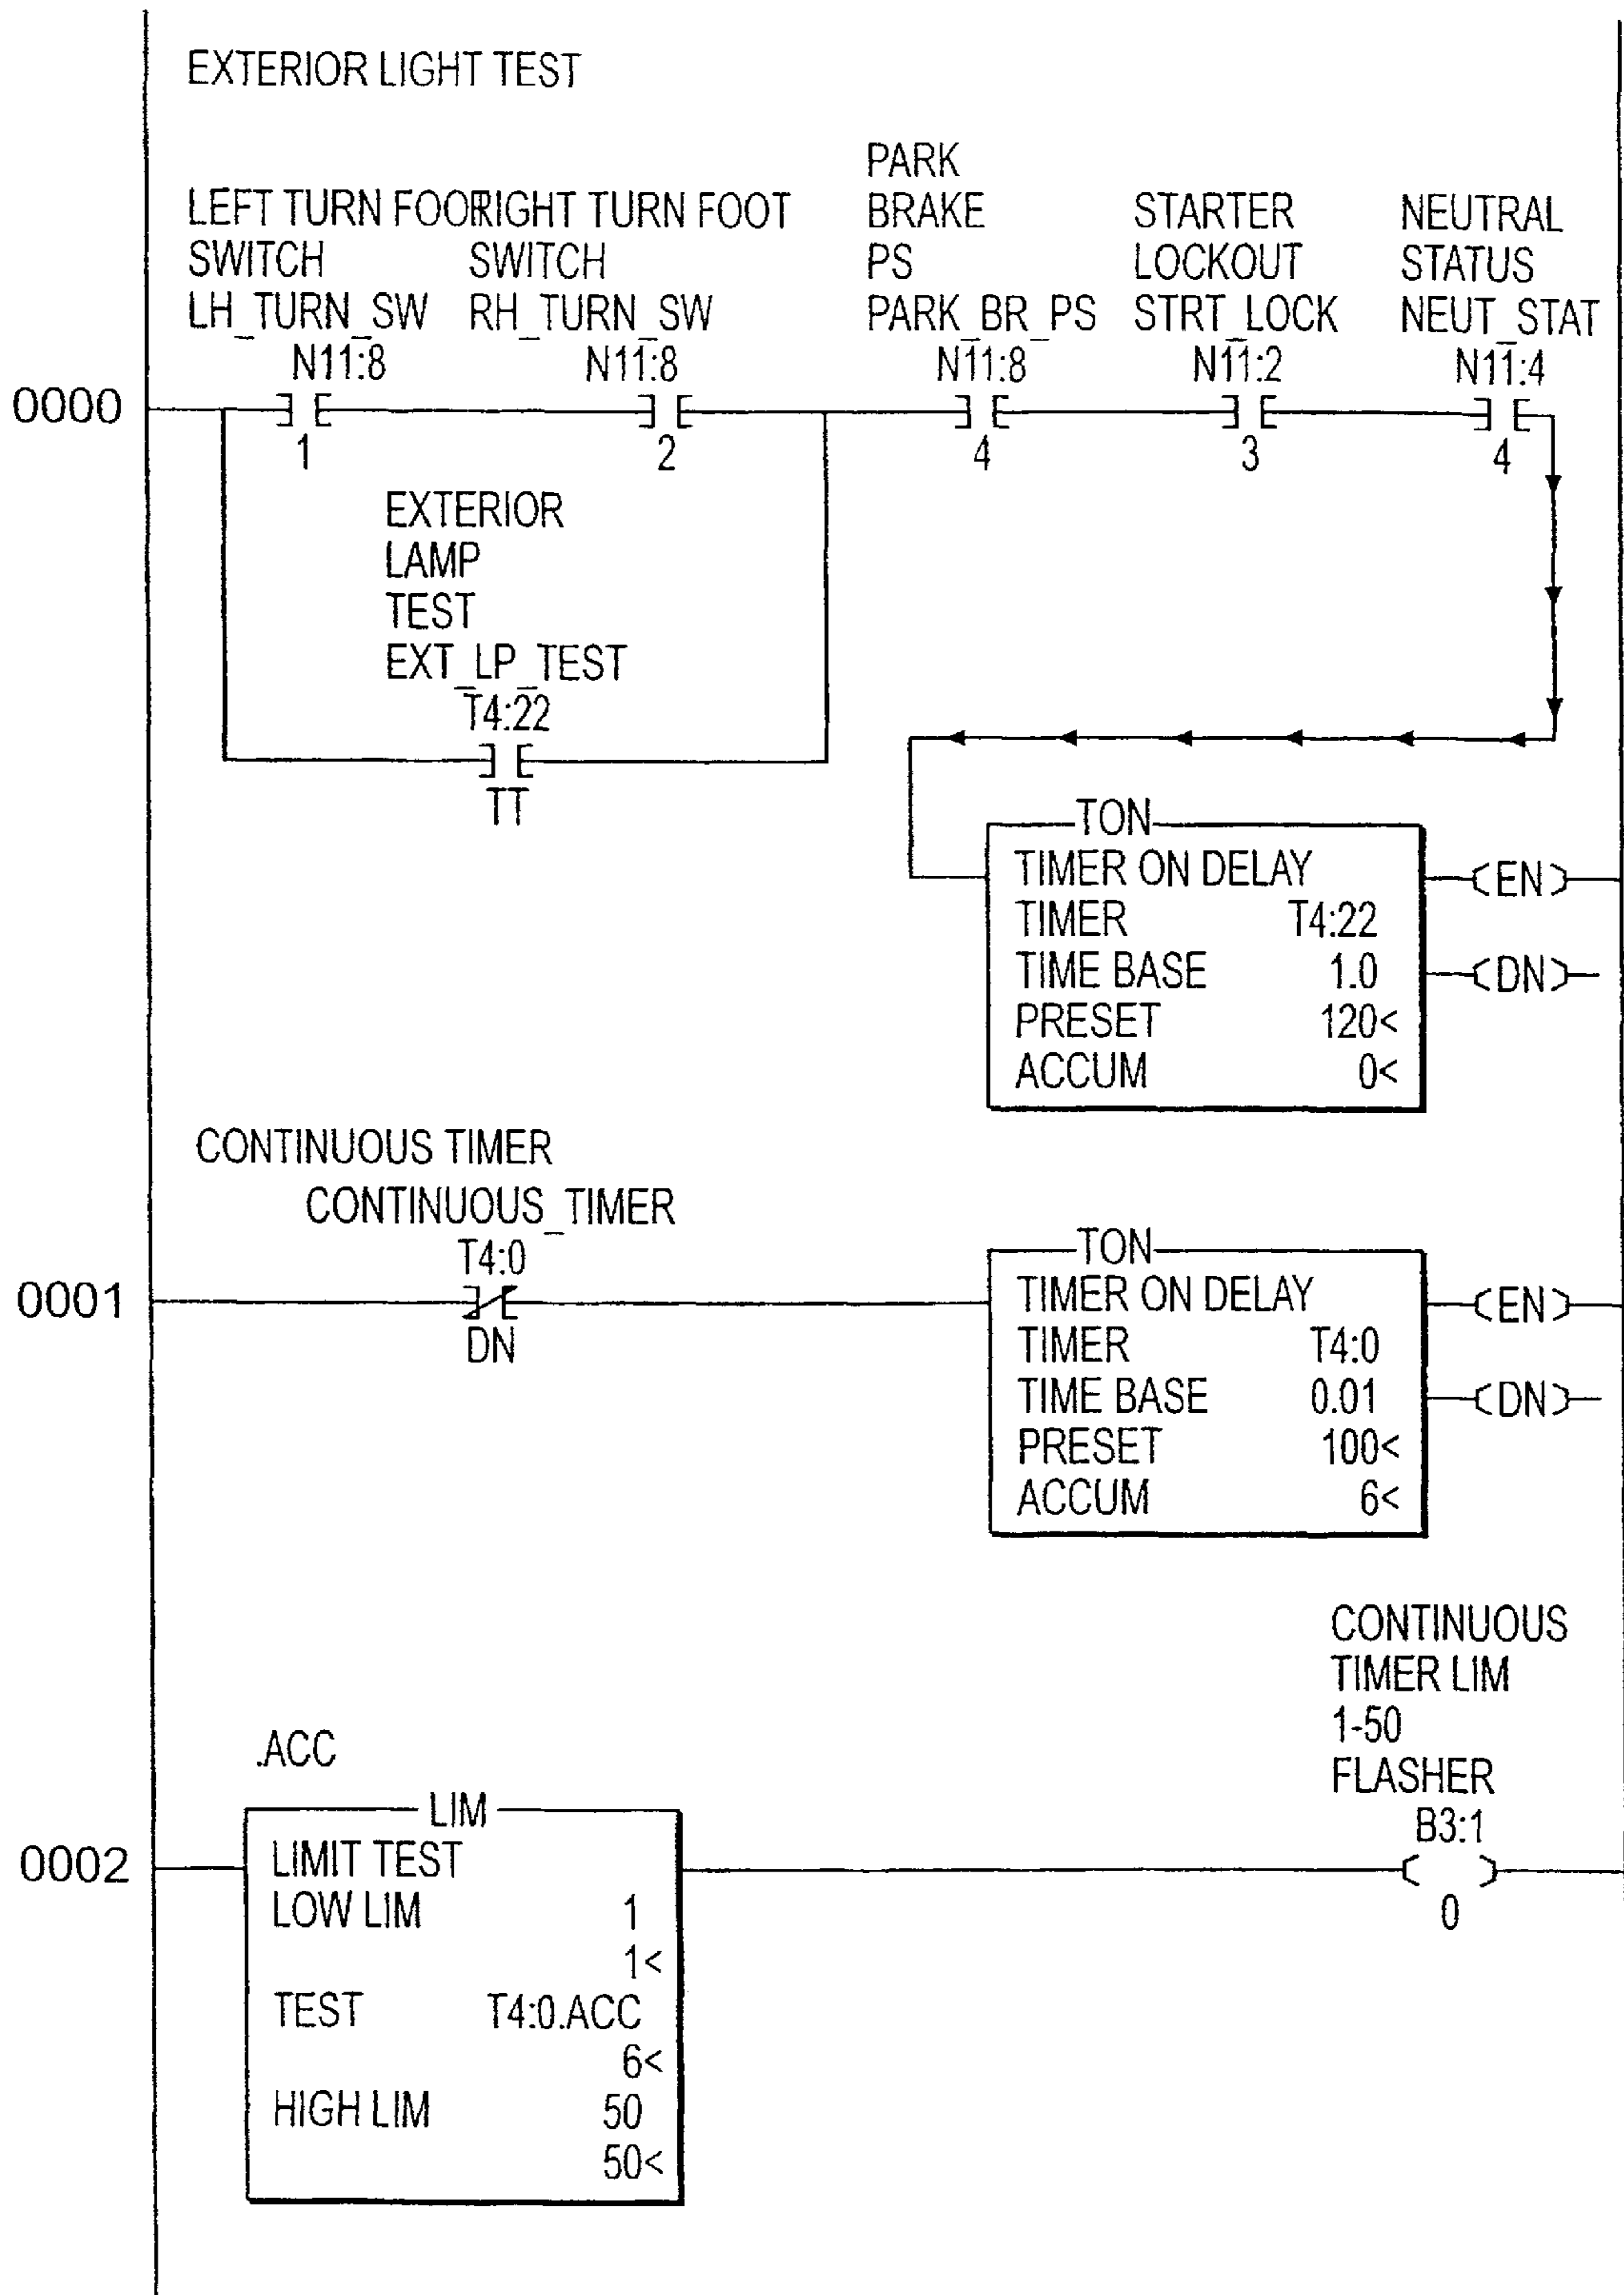 EXTERIOR LIGHT TEST
LEFT TURN FOOT
SWITCH
LH_TURN_SW
N11:8
1
RIGHT TURN FOOT
SWITCH
RH_TURN_SW
N11:8
2
PARK
BRAKE
PS
PARK_BR_PS
N11:8
4
STARTER
LOCKOUT
STRT_LOCK
N11:2
3
NEUTRAL
STATUS
NEUT_STAT
N11:4
4
0000
EXTERIOR
LAMP
TEST
EXT_LP_TEST
T4:22
TT
TON
TIMER ON DELAY
TIMER T4:22
TIME BASE 1.0
PRESET 120<
ACCUM 0<
EN
DN
CONTINUOUS TIMER
CONTINUOUS_TIMER
T4:0
DN
0001
TON
TIMER ON DELAY
TIMER T4:0
TIME BASE 0.01
PRESET 100<
ACCUM 6<
EN
DN
CONTINUOUS
TIMER LIM
1-50
FLASHER
B3:1
0
0002
.ACC
LIM
LIMIT TEST
LOW LIM 1
1<
TEST T4:0.ACC
6<
HIGH LIM 50
50<